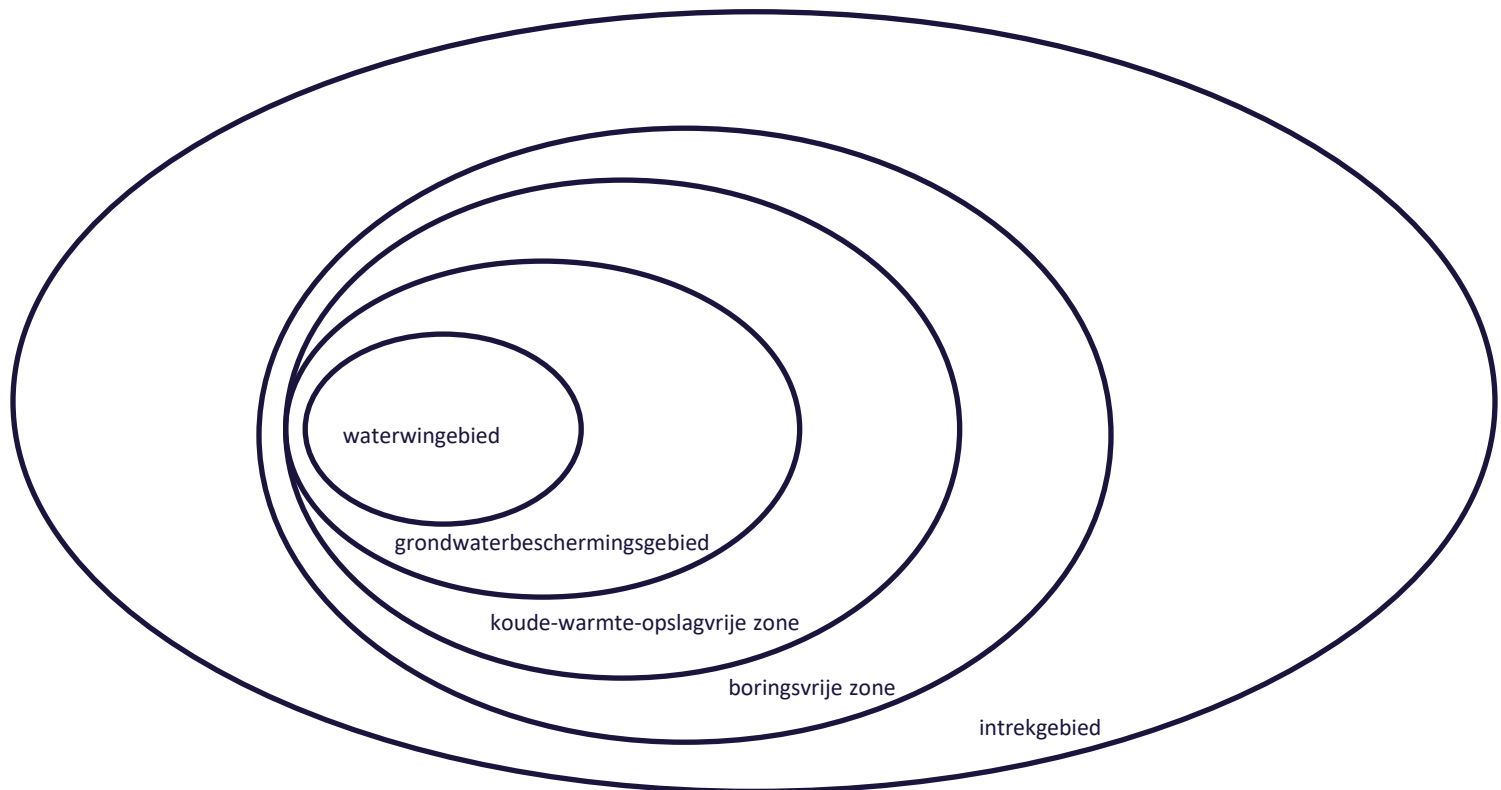 waterwingebied
grondwaterbeschermingsgebied
koude-warmte-opslagvrije zone
boringsvrije zone
intrekgebied